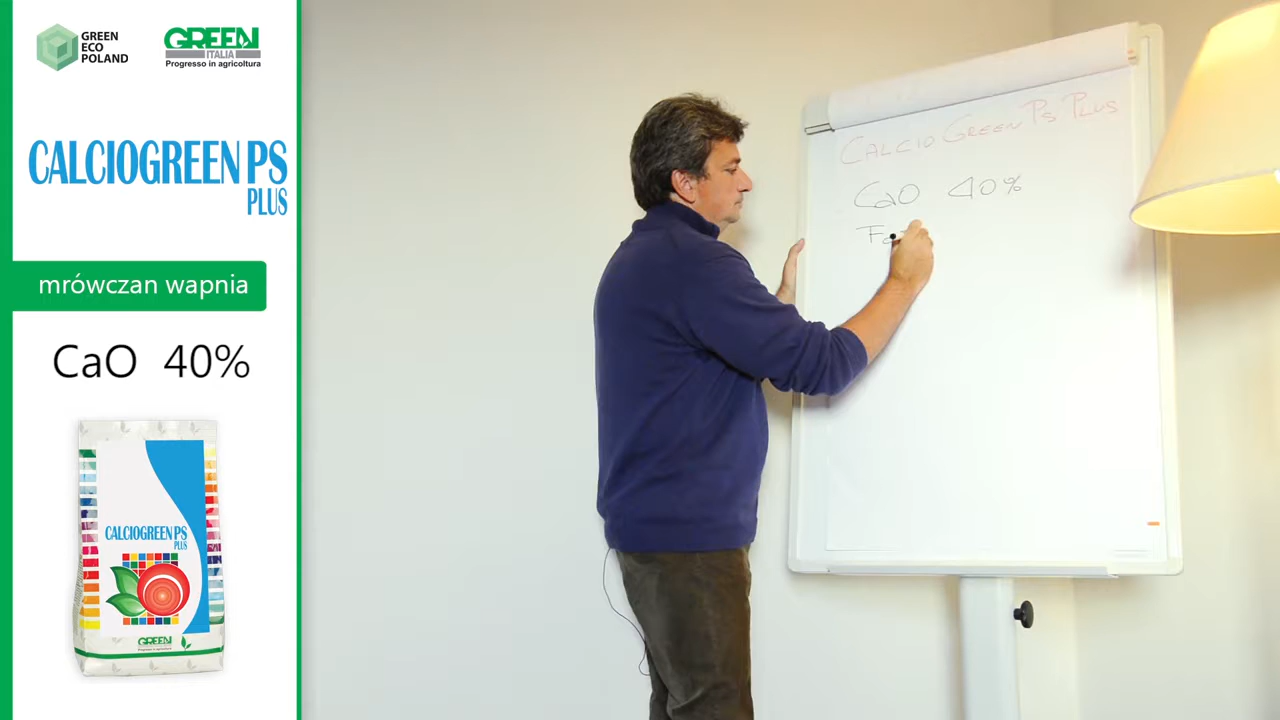 GREEN
ECO
POLAND
GREEN
ITALIA
Progresso in agricoltura
CALCIOGREEN PS
PLUS
mrówczan wapnia
CaO 40%
CALCIOGREEN PS
PLUS
GREEN
CALCIO GREEN PS PLUS
CaO 40%